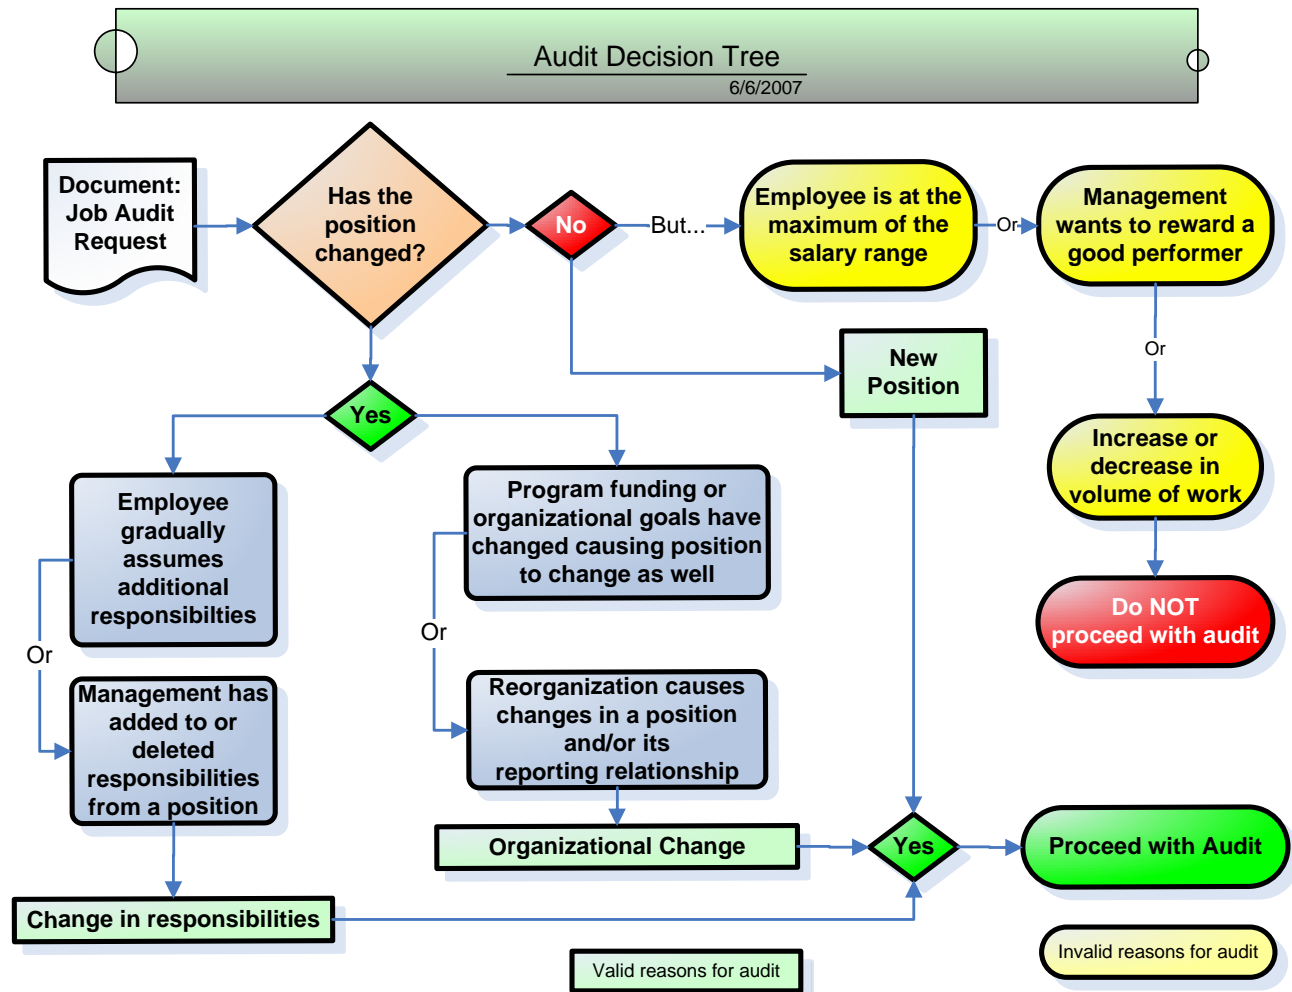 Audit Decision Tree
6/6/2007
Document:
Job Audit
Request
Has the
position
changed?
No
But...
Employee is at the
maximum of the
salary range
Or
Management
wants to reward a
good performer
Or
New
Position
Yes
Increase or
decrease in
volume of work
Employee
gradually
assumes
additional
responsibilties
Program funding or
organizational goals have
changed causing position
to change as well
Do NOT
proceed with audit
Or
Or
Management has
added to or
deleted
responsibilities
from a position
Reorganization causes
changes in a position
and/or its
reporting relationship
Organizational Change
Yes
Proceed with Audit
Change in responsibilities
Valid reasons for audit
Invalid reasons for audit